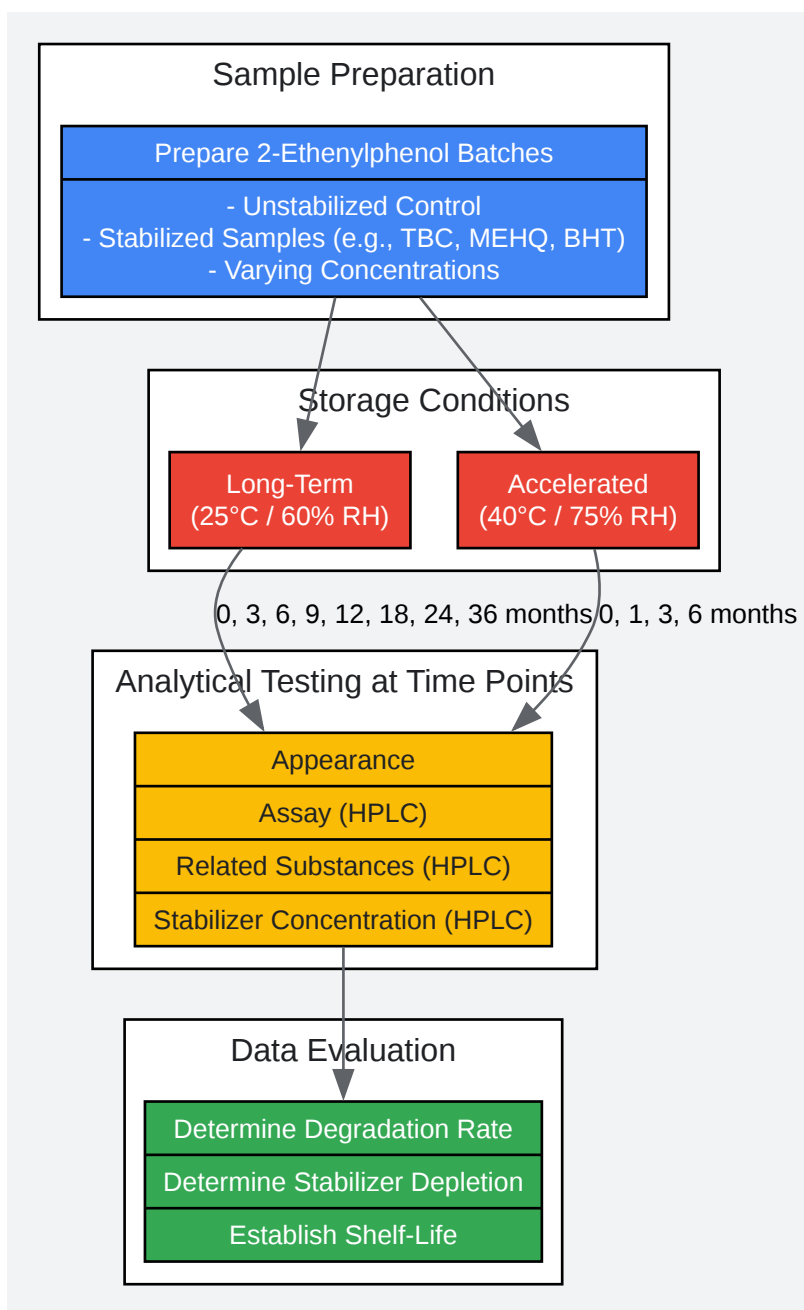 Sample Preparation
Prepare 2-Ethenylphenol Batches
- Unstabilized Control
- Stabilized Samples (e.g., TBC, MEHQ, BHT)
- Varying Concentrations
Storage Conditions
Long-Term
(25°C / 60% RH)
Accelerated
(40°C / 75% RH)
0, 3, 6, 9, 12, 18, 24, 36 months
0, 1, 3, 6 months
Analytical Testing at Time Points
Appearance
Assay (HPLC)
Related Substances (HPLC)
Stabilizer Concentration (HPLC)
Data Evaluation
Determine Degradation Rate
Determine Stabilizer Depletion
Establish Shelf-Life